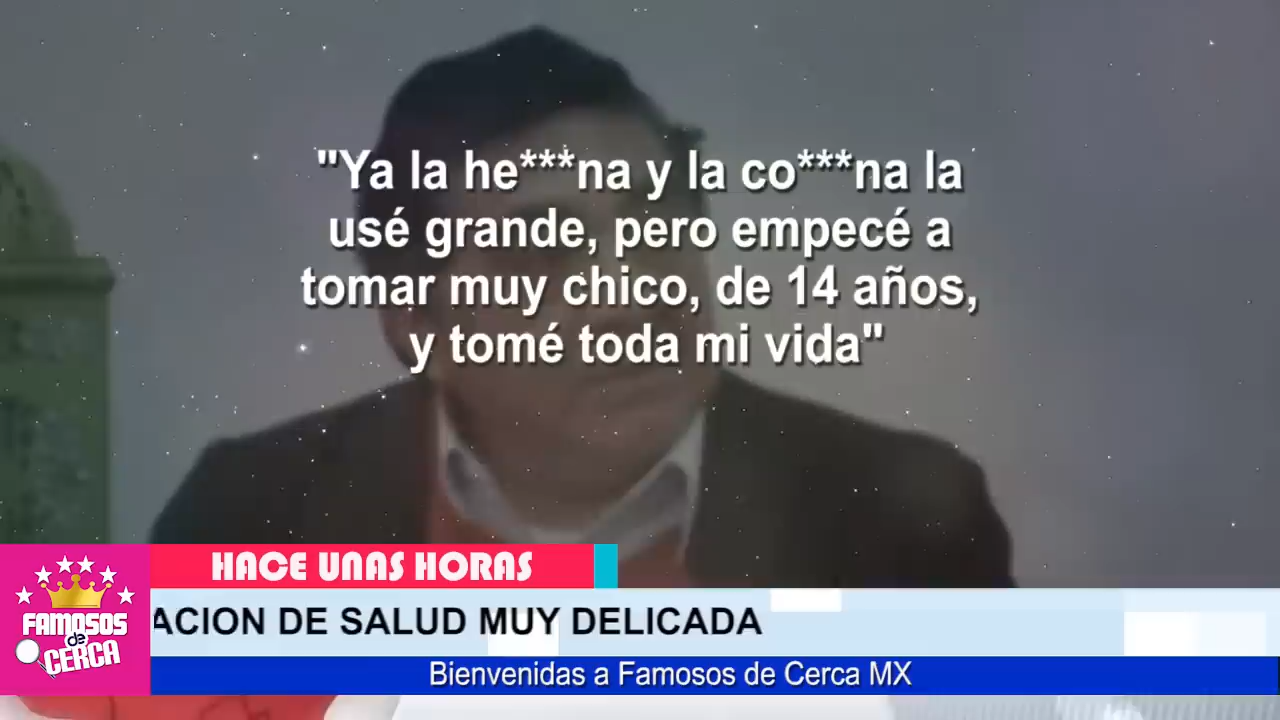 "Ya la he***na y la co***na la
usé grande, pero empecé a
tomar muy chico, de 14 años,
y tomé toda mi vida"
HACE UNAS HORAS
ACION DE SALUD MUY DELICADA
Bienvenidas a Famosos de Cerca MX
FAMOSOS
de
CERCA